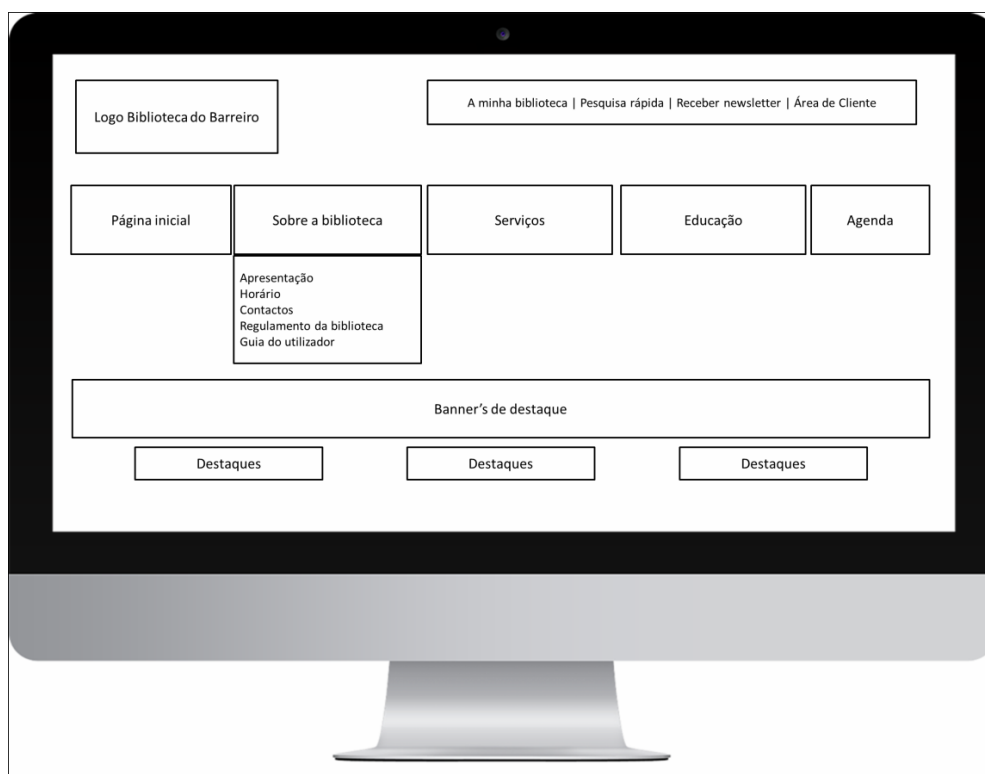 Logo Biblioteca do Barreiro
A minha biblioteca | Pesquisa rápida | Receber newsletter | Área de Cliente
Página inicial
Sobre a biblioteca
Serviços
Educação
Agenda
Apresentação
Horário
Contactos
Regulamento da biblioteca
Guia do utilizador
Banner's de destaque
Destaques
Destaques
Destaques